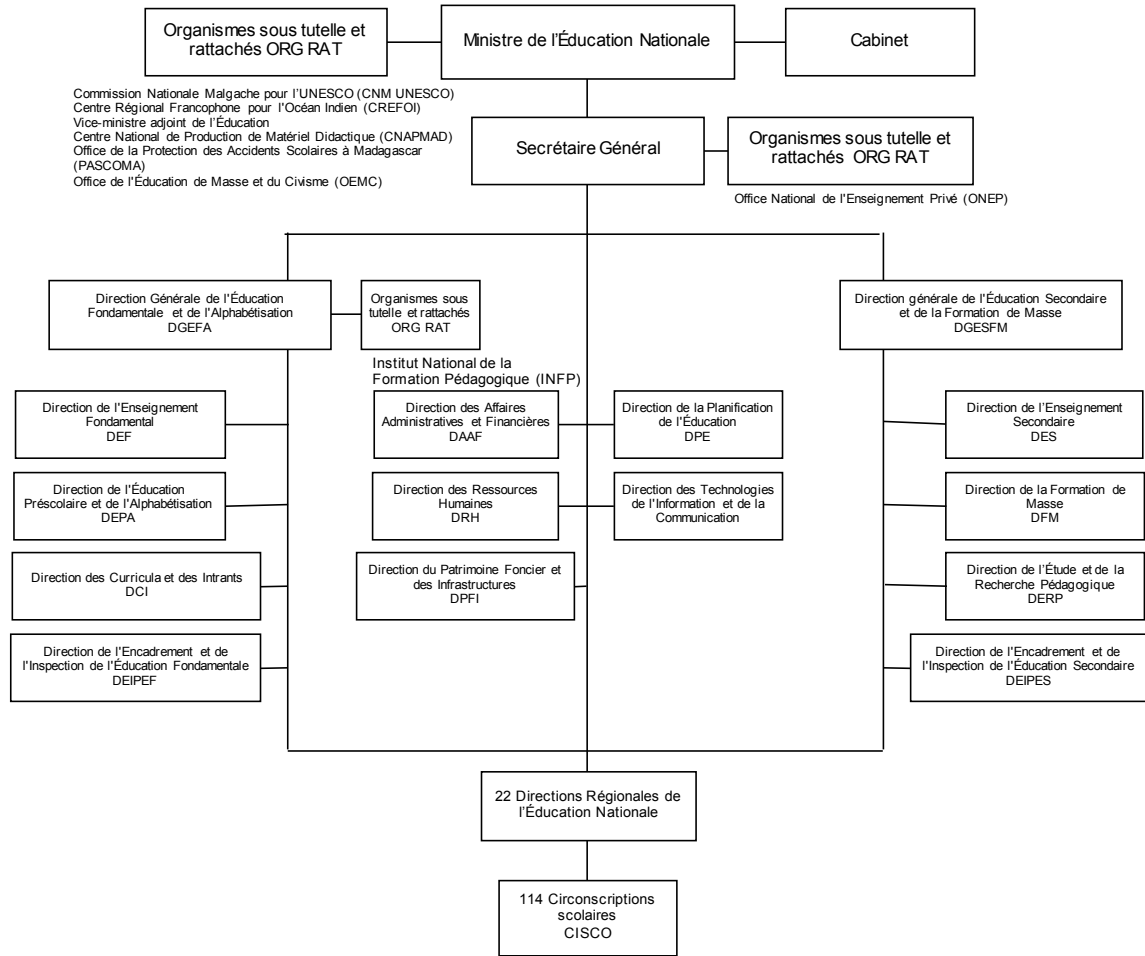 Organismes sous tutelle et
rattachés ORG RAT
Ministre de l'Éducation Nationale
Cabinet
Commission Nationale Malgache pour l'UNESCO (CNM UNESCO)
Centre Régional Francophone pour l'Océan Indien (CREFOI)
Vice-ministre adjoint de l'Éducation
Centre National de Production de Matériel Didactique (CNAPMAD)
Office de la Protection des Accidents Scolaires à Madagascar
(PASCOMA)
Office de l'Éducation de Masse et du Civisme (OEMC)
Secrétaire Général
Organismes sous tutelle et
rattachés ORG RAT
Office National de l'Enseignement Privé (ONEP)
Direction Générale de l'Éducation
Fondamentale et de l'Alphabétisation
DGEFA
Organismes sous
tutelle et rattachés
ORG RAT
Direction générale de l'Éducation Secondaire
et de la Formation de Masse
DGESFM
Institut National de la
Formation Pédagogique (INFP)
Direction de l'Enseignement
Fondamental
DEF
Direction des Affaires
Administratives et Financières
DAAF
Direction de la Planification
de l'Éducation
DPE
Direction de l'Enseignement
Secondaire
DES
Direction de l'Éducation
Préscolaire et de l'Alphabétisation
DEPA
Direction des Ressources
Humaines
DRH
Direction des Technologies
de l'Information et de la
Communication
Direction de la Formation de
Masse
DFM
Direction des Curricula et des Intrants
DCI
Direction du Patrimoine Foncier et
des Infrastructures
DPFI
Direction de l'Étude et de la
Recherche Pédagogique
DERP
Direction de l'Encadrement et de
l'Inspection de l'Éducation Fondamentale
DEIPEF
Direction de l'Encadrement et de
l'Inspection de l'Éducation Secondaire
DEIPES
22 Directions Régionales de
l'Éducation Nationale
114 Circonscriptions
scolaires
CISCO